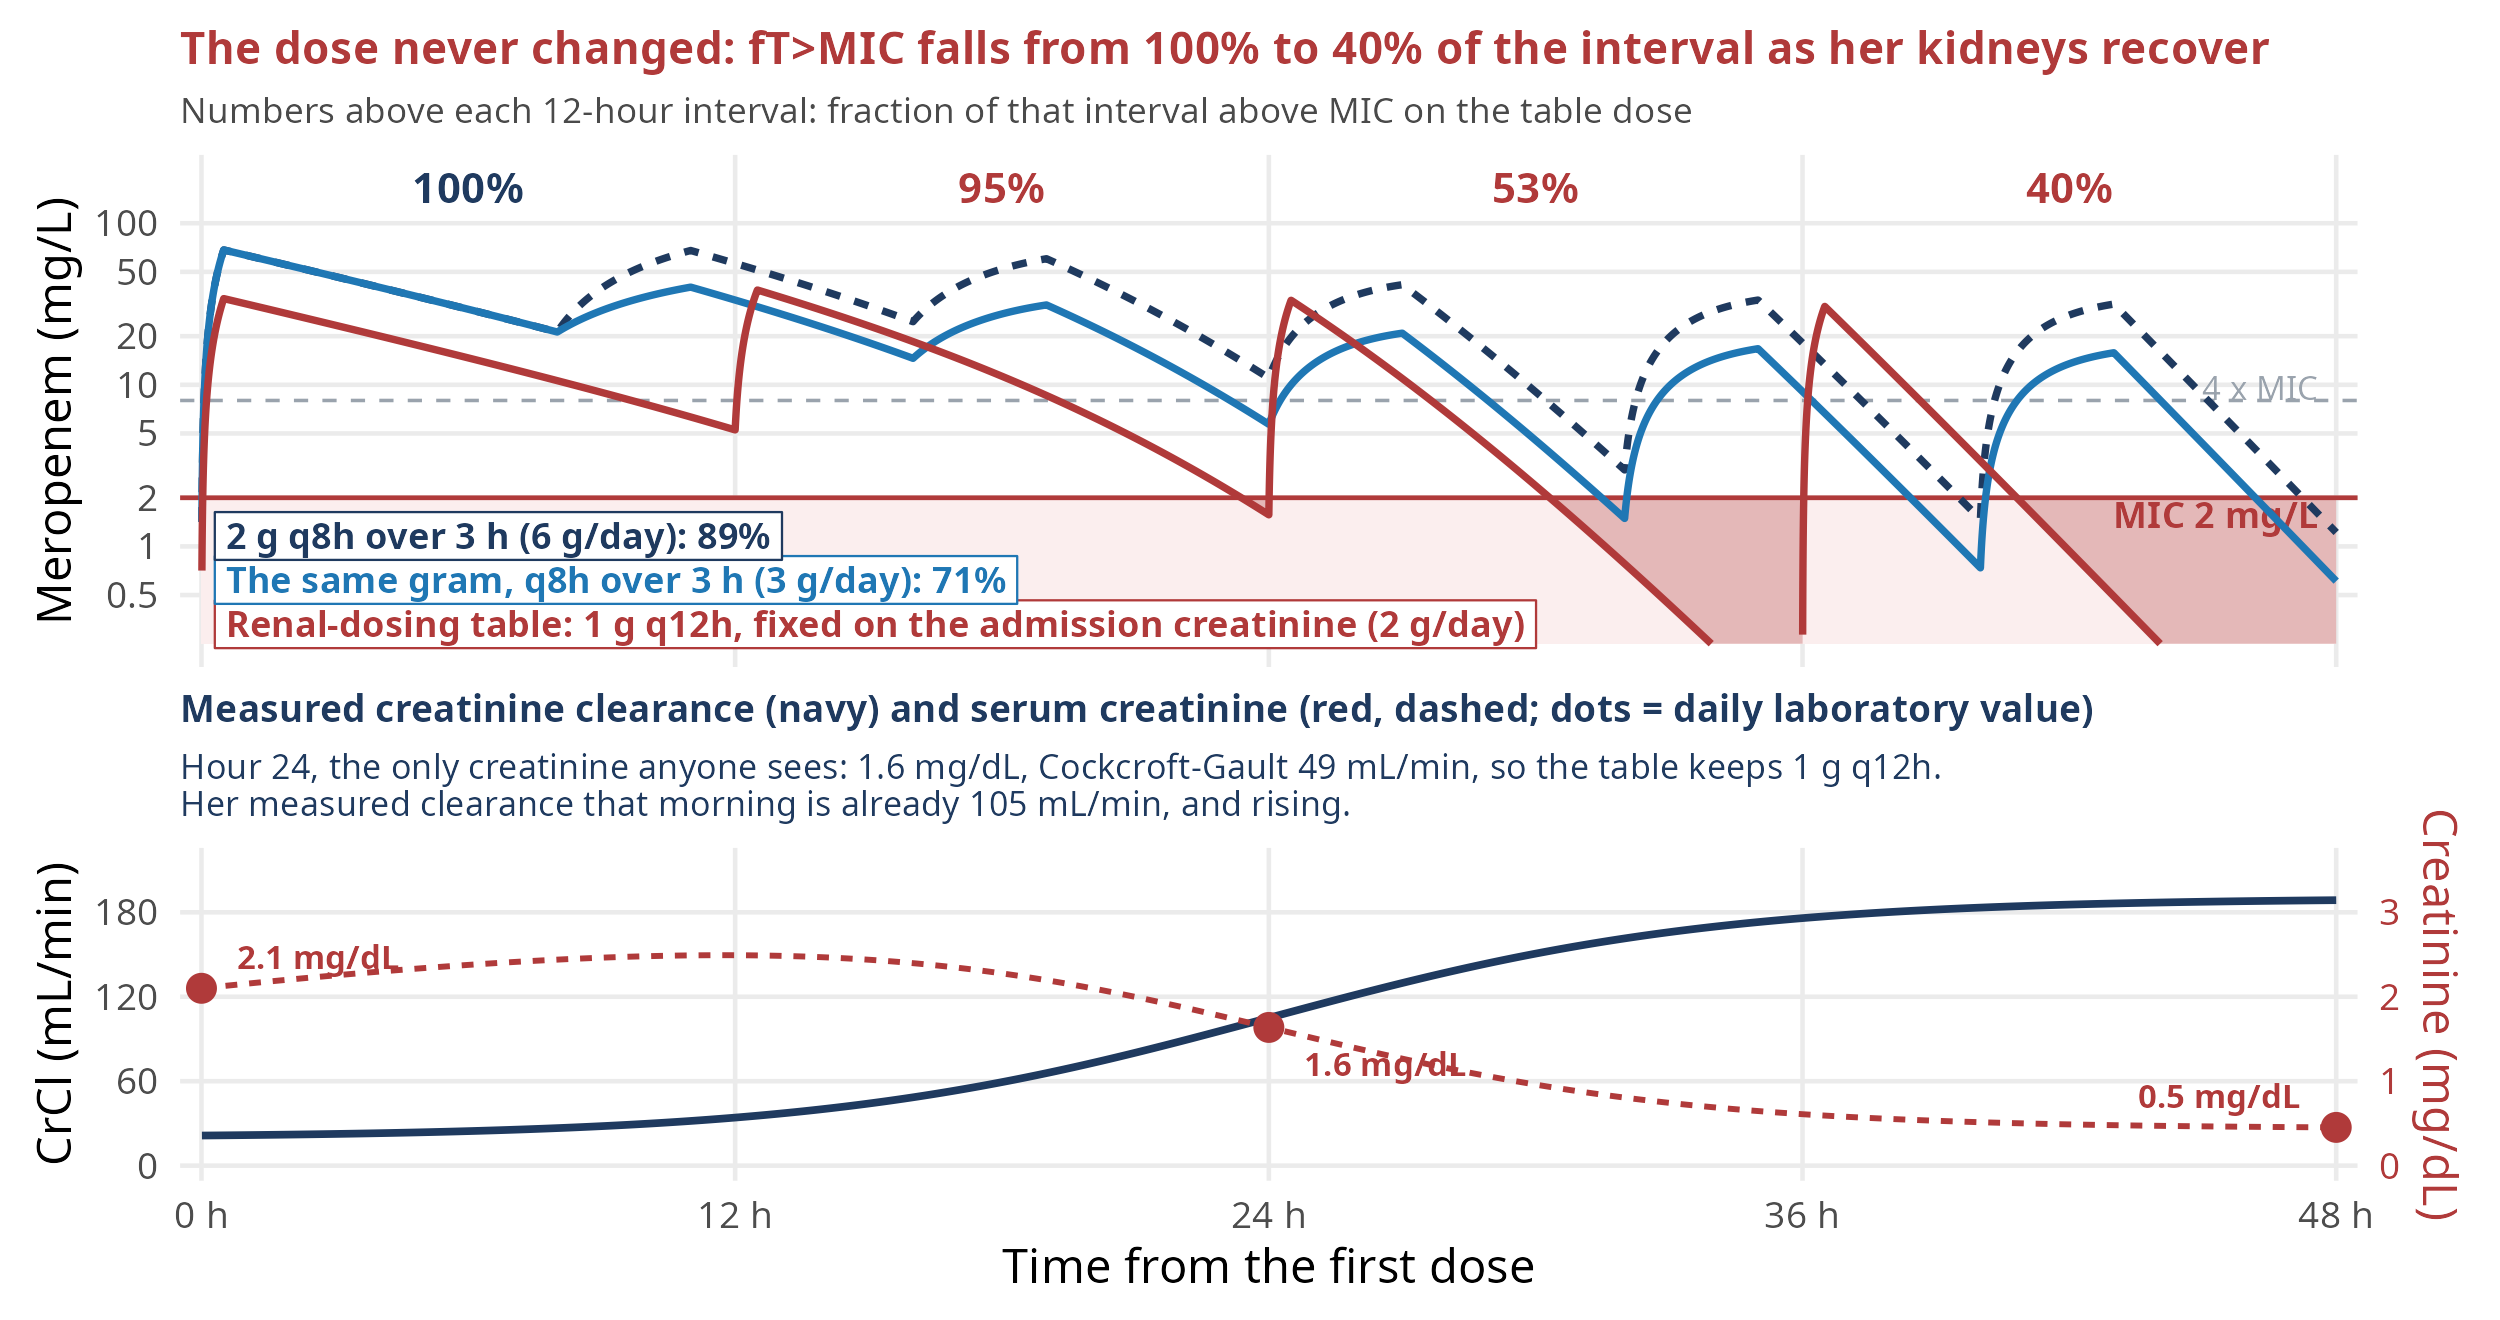 The dose never changed: fT>MIC falls from 100% to 40% of the interval as her kidneys recover
Numbers above each 12-hour interval: fraction of that interval above MIC on the table dose
100%
95%
53%
40%
Meropenem (mg/L)
100
50
20
10
5
2
1
0.5
4 x MIC
MIC 2 mg/L
2 g q8h over 3 h (6 g/day): 89%
The same gram, q8h over 3 h (3 g/day): 71%
Renal-dosing table: 1 g q12h, fixed on the admission creatinine (2 g/day)
Measured creatinine clearance (navy) and serum creatinine (red, dashed; dots = daily laboratory value)
Hour 24, the only creatinine anyone sees: 1.6 mg/dL, Cockcroft-Gault 49 mL/min, so the table keeps 1 g q12h.
Her measured clearance that morning is already 105 mL/min, and rising.
CrCl (mL/min)
180
120
60
0
2.1 mg/dL
1.6 mg/dL
0.5 mg/dL
3
2
1
0
Creatinine (mg/dL)
0 h
12 h
24 h
36 h
48 h
Time from the first dose